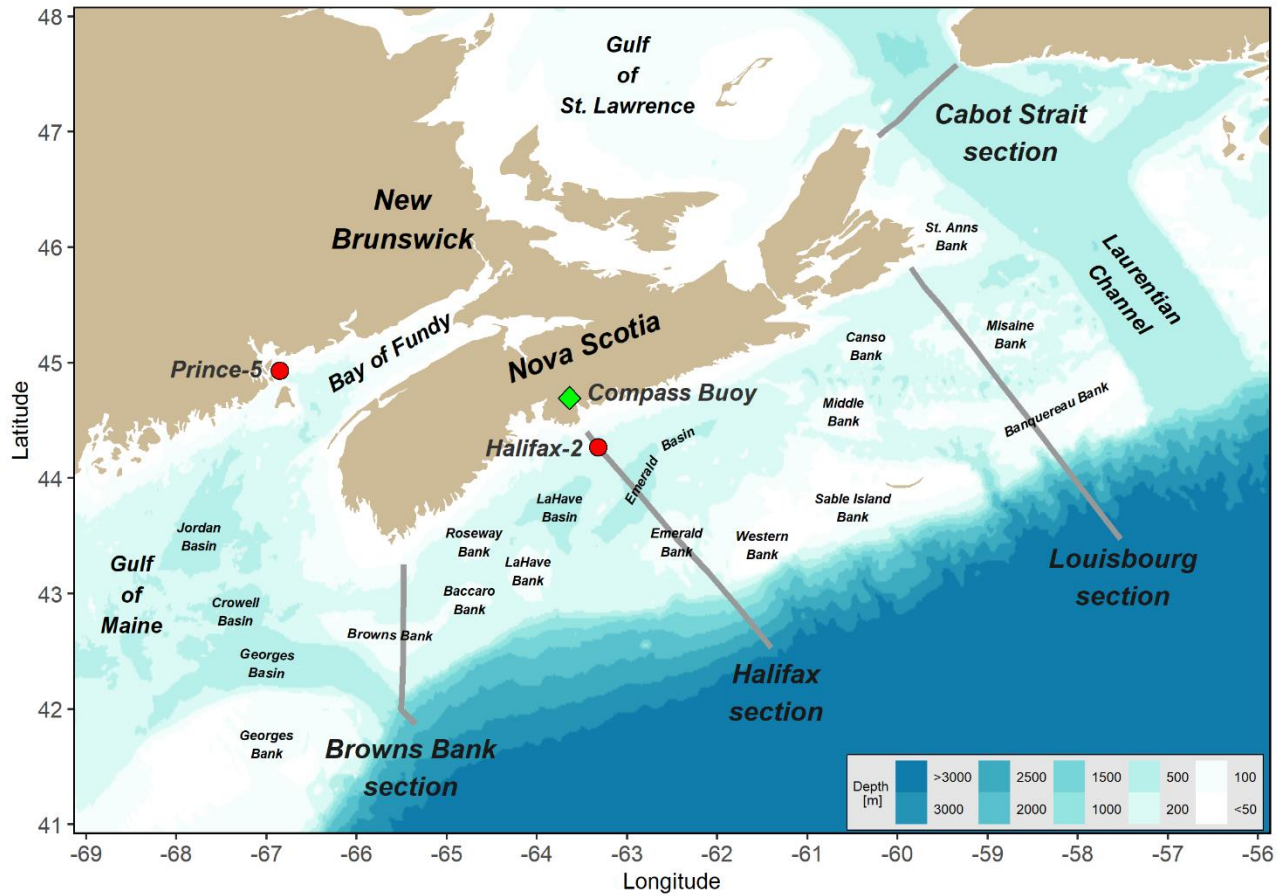 48
47
46
45
44
43
42
41
Latitude
Gulf
of
St. Lawrence
Cabot Strait
section
New
Brunswick
St. Anns
Bank
Laurentian
Channel
Misaine
Bank
Canso
Bank
Nova Scotia
Bay of Fundy
Prince-5
Compass Buoy
Middle
Bank
Banquereau Bank
Halifax-2
Emerald Basin
LaHave
Basin
Sable Island
Bank
Jordan
Basin
Roseway
Bank
Emerald
Bank
Western
Bank
Gulf
of
Maine
LaHave
Bank
Baccaro
Bank
Louisbourg
section
Crowell
Basin
Browns Bank
Georges
Basin
Halifax
section
Georges
Bank
Browns Bank
section
Depth
[m]
>3000 2500 1500 500 100
3000 2000 1000 200 <50
-69 -68 -67 -66 -65 -64 -63 -62 -61 -60 -59 -58 -57 -56
Longitude